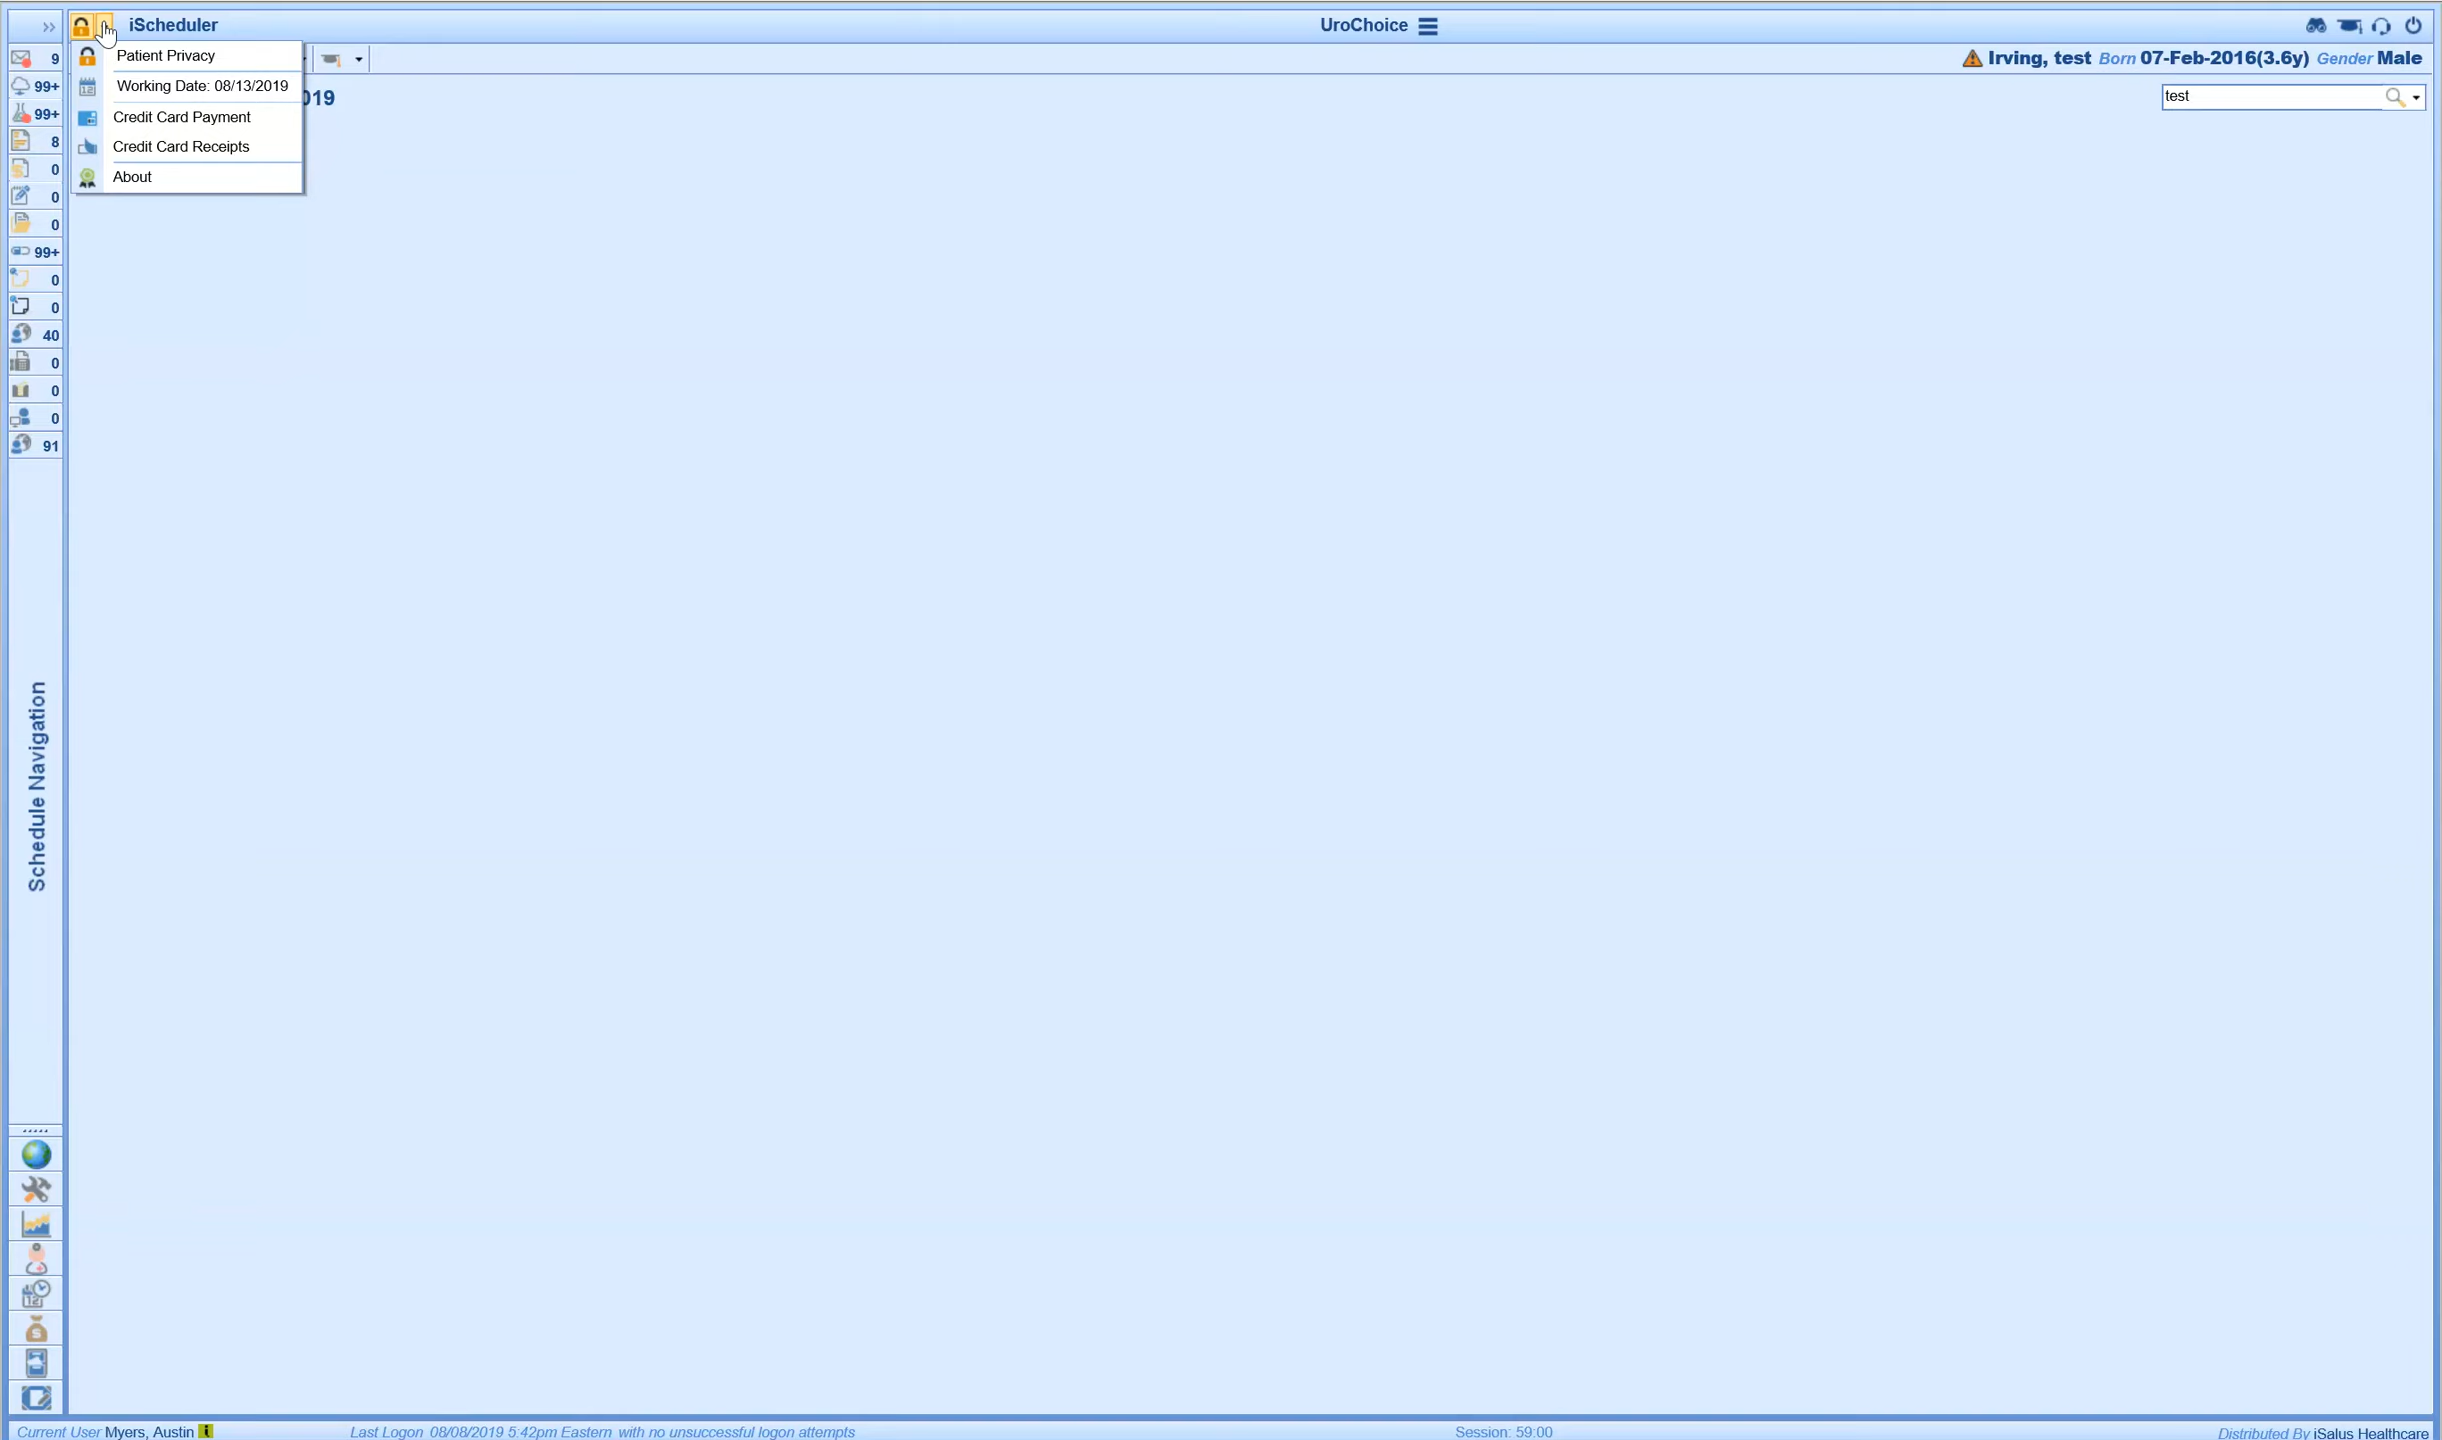 iScheduler
UroChoice
9
Patient Privacy
Irving, test Born 07-Feb-2016(3.6y) Gender Male
99+
Working Date: 08/13/2019
019
test
99+
Credit Card Payment
8
Credit Card Receipts
0
About
0
0
99+
0
0
40
0
0
0
91
Schedule Navigation
Current User Myers, Austin
Last Logon 08/08/2019 5:42pm Eastern with no unsuccessful logon attempts
Session: 59:00
Distributed By iSalus Healthcare